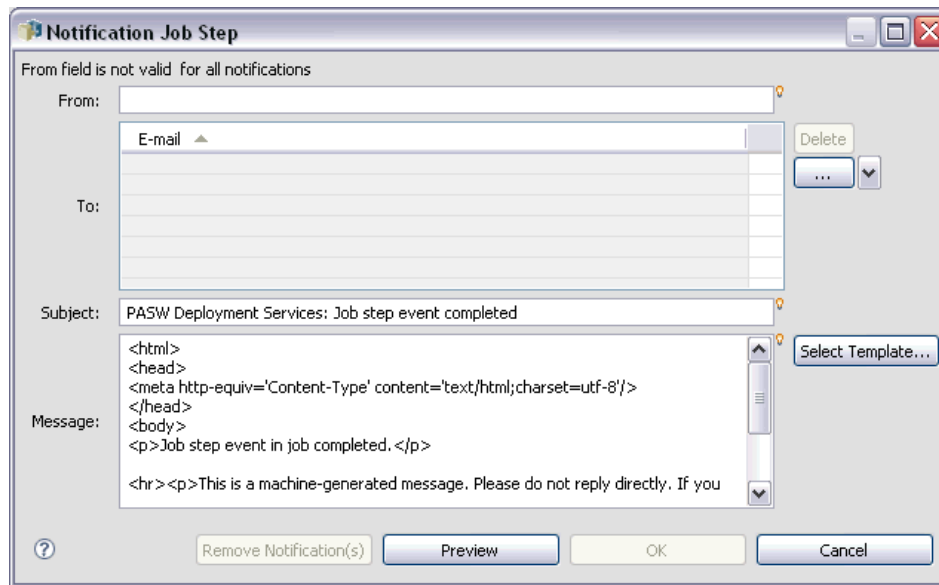 Notification Job Step
From field is not valid for all notifications
From:
E-mail
Delete
...
To:
Subject: PASW Deployment Services: Job step event completed
<html>
Select Template...
<head>
<meta http-equiv='Content-Type' content='text/html;charset=utf-8'/>
</head>
Message:
<body>
<p>Job step event in job completed.</p>
<hr><p>This is a machine-generated message. Please do not reply directly. If you
? Remove Notification(s) Preview OK Cancel